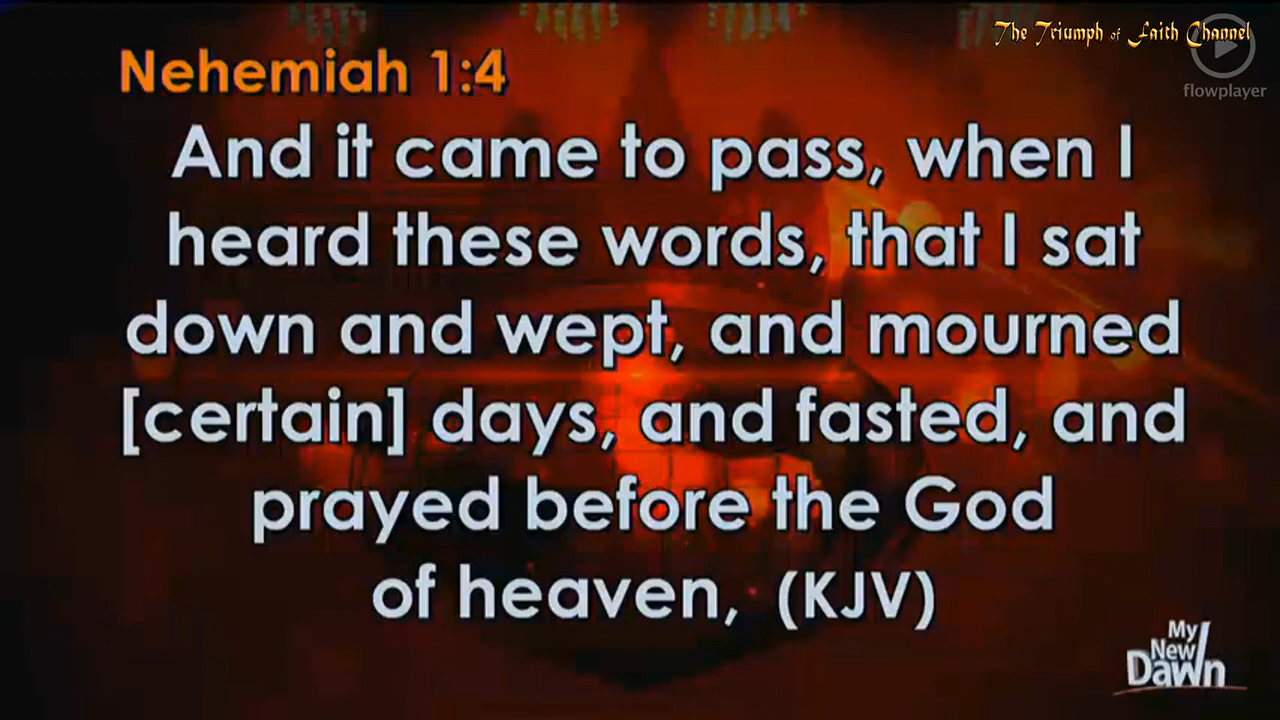 The Triumph of Faith Channel
flowplayer
Nehemiah 1:4
And it came to pass, when I
heard these words, that I sat
down and wept, and mourned
[certain] days, and fasted, and
prayed before the God
of heaven, (KJV)
My
New
Dawn